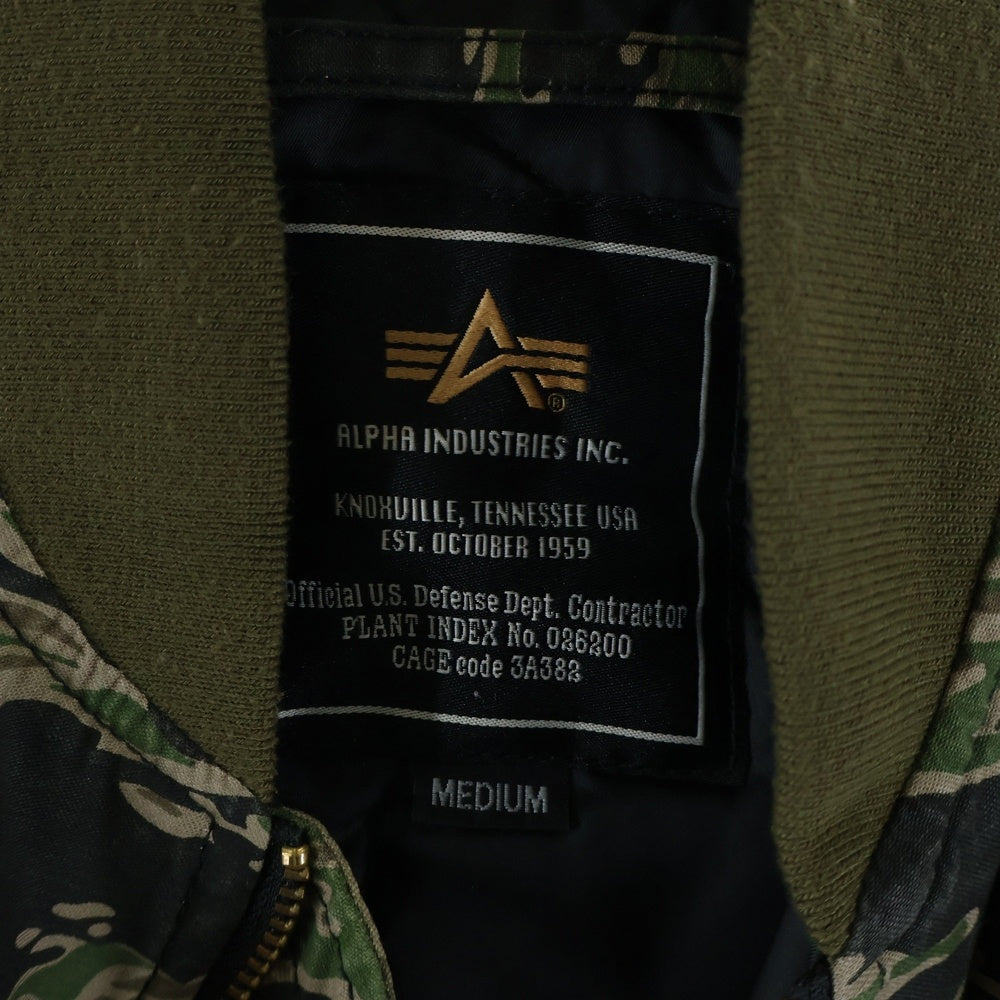 ®
ALPHA INDUSTRIES INC.
KNOXVILLE, TENNESSEE USA
EST. OCTOBER 1959
Official U.S. Defense Dept. Contractor
PLANT INDEX No. 026200
CAGE code 3A382
MEDIUM